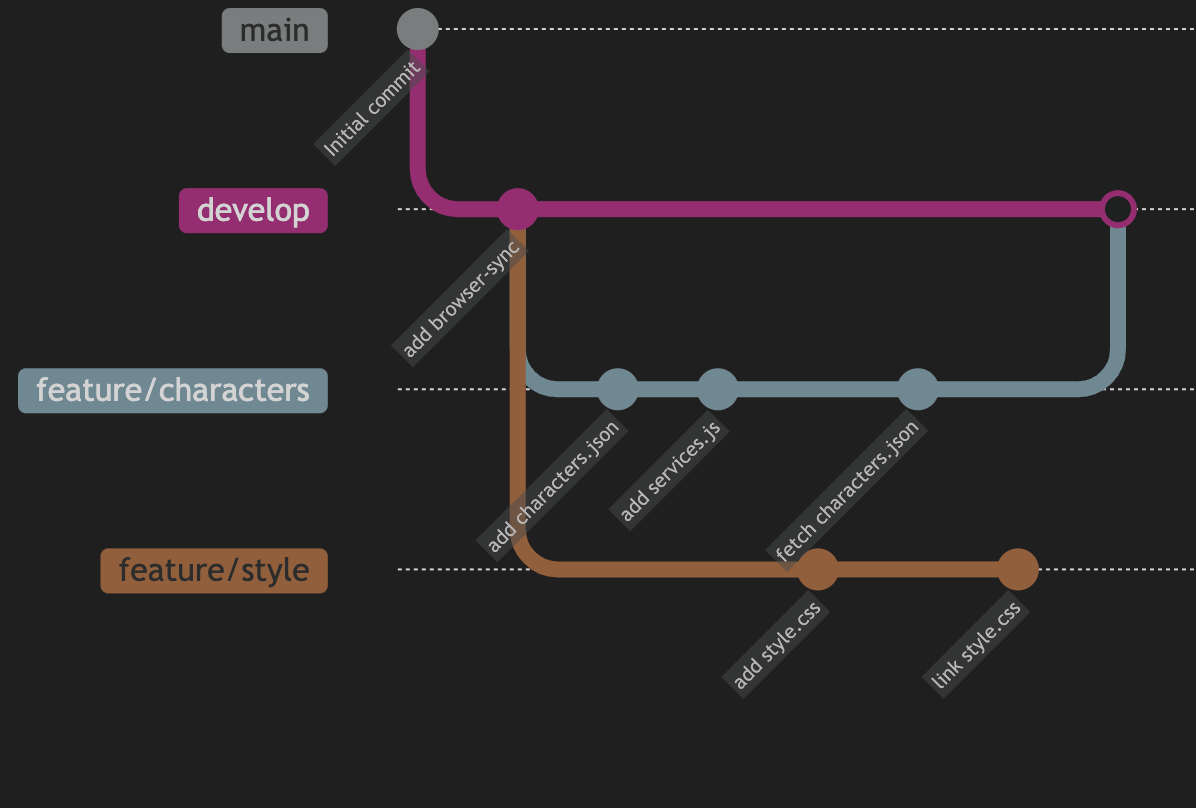 main
Initial commit
develop
add browser-sync
feature/characters
add characters.json
add services.js
fetch characters.json
feature/style
add style.css
link style.css